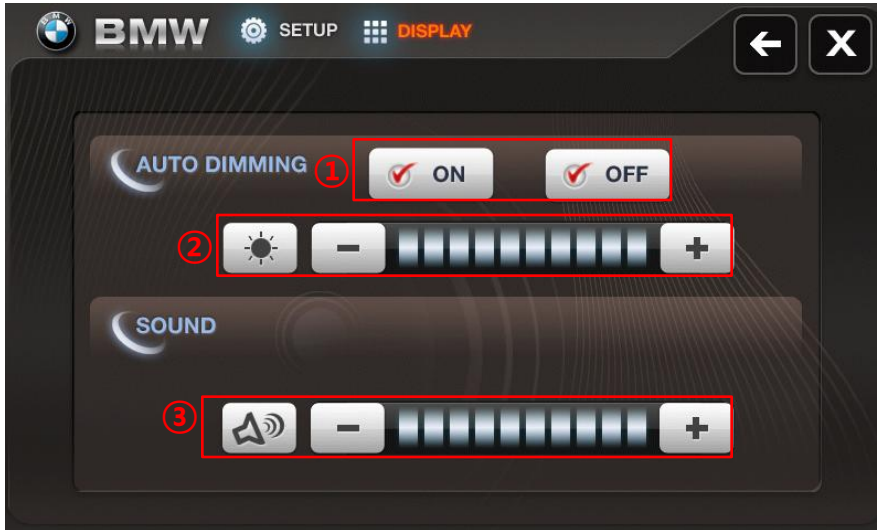 BMW SETUP DISPLAY
AUTO DIMMING ① ON OFF
② − +
SOUND
③ − +